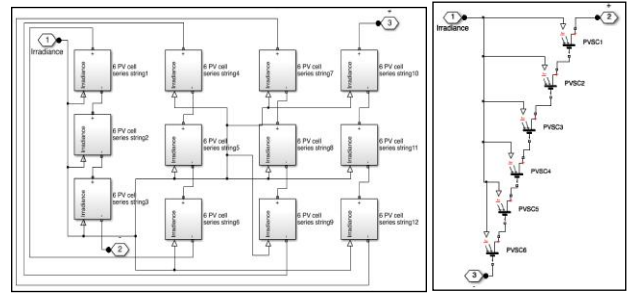 1
Irradiance
6 PV cell
series string1
6 PV cell
series string4
6 PV cell
series string7
+
3
6 PV cell
series string10
Irradiance
Irradiance
Irradiance
Irradiance
6 PV cell
series string2
6 PV cell
series string5
6 PV cell
series string8
6 PV cell
series string11
Irradiance
Irradiance
Irradiance
Irradiance
6 PV cell
series string3
6 PV cell
series string6
6 PV cell
series string9
6 PV cell
series string12
Irradiance
Irradiance
Irradiance
Irradiance
-
2
1
Irradiance
+
2
PVSC1
PVSC2
PVSC3
PVSC4
PVSC5
PVSC6
3
-